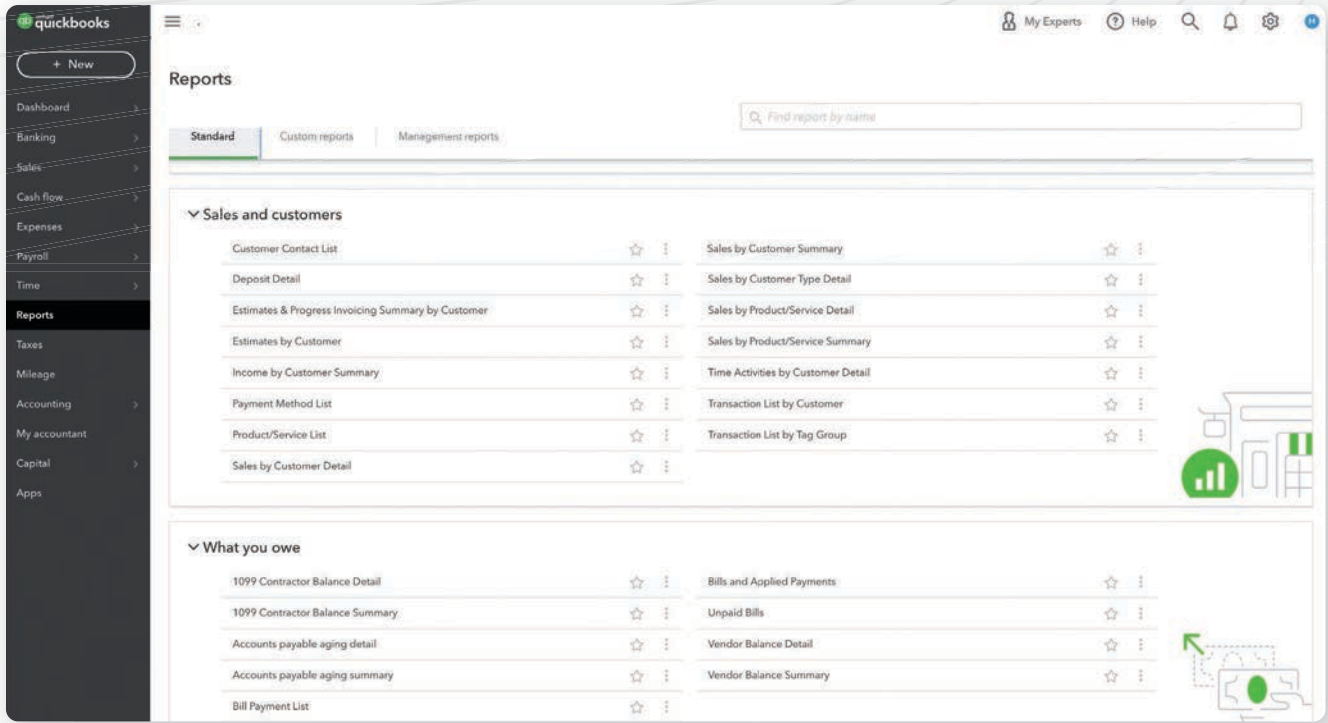 quickbooks
My Experts
Help
H
+ New
Reports
Find report by name
Standard
Custom reports
Management reports
Dashboard
Banking
Sales
Cash flow
Expenses
Payroll
Time
Reports
Taxes
Mileage
Accounting
My accountant
Capital
Apps
Sales and customers
Customer Contact List
Deposit Detail
Estimates & Progress Invoicing Summary by Customer
Estimates by Customer
Income by Customer Summary
Payment Method List
Product/Service List
Sales by Customer Detail
Sales by Customer Summary
Sales by Customer Type Detail
Sales by Product/Service Detail
Sales by Product/Service Summary
Time Activities by Customer Detail
Transaction List by Customer
Transaction List by Tag Group
What you owe
1099 Contractor Balance Detail
1099 Contractor Balance Summary
Accounts payable aging detail
Accounts payable aging summary
Bill Payment List
Bills and Applied Payments
Unpaid Bills
Vendor Balance Detail
Vendor Balance Summary